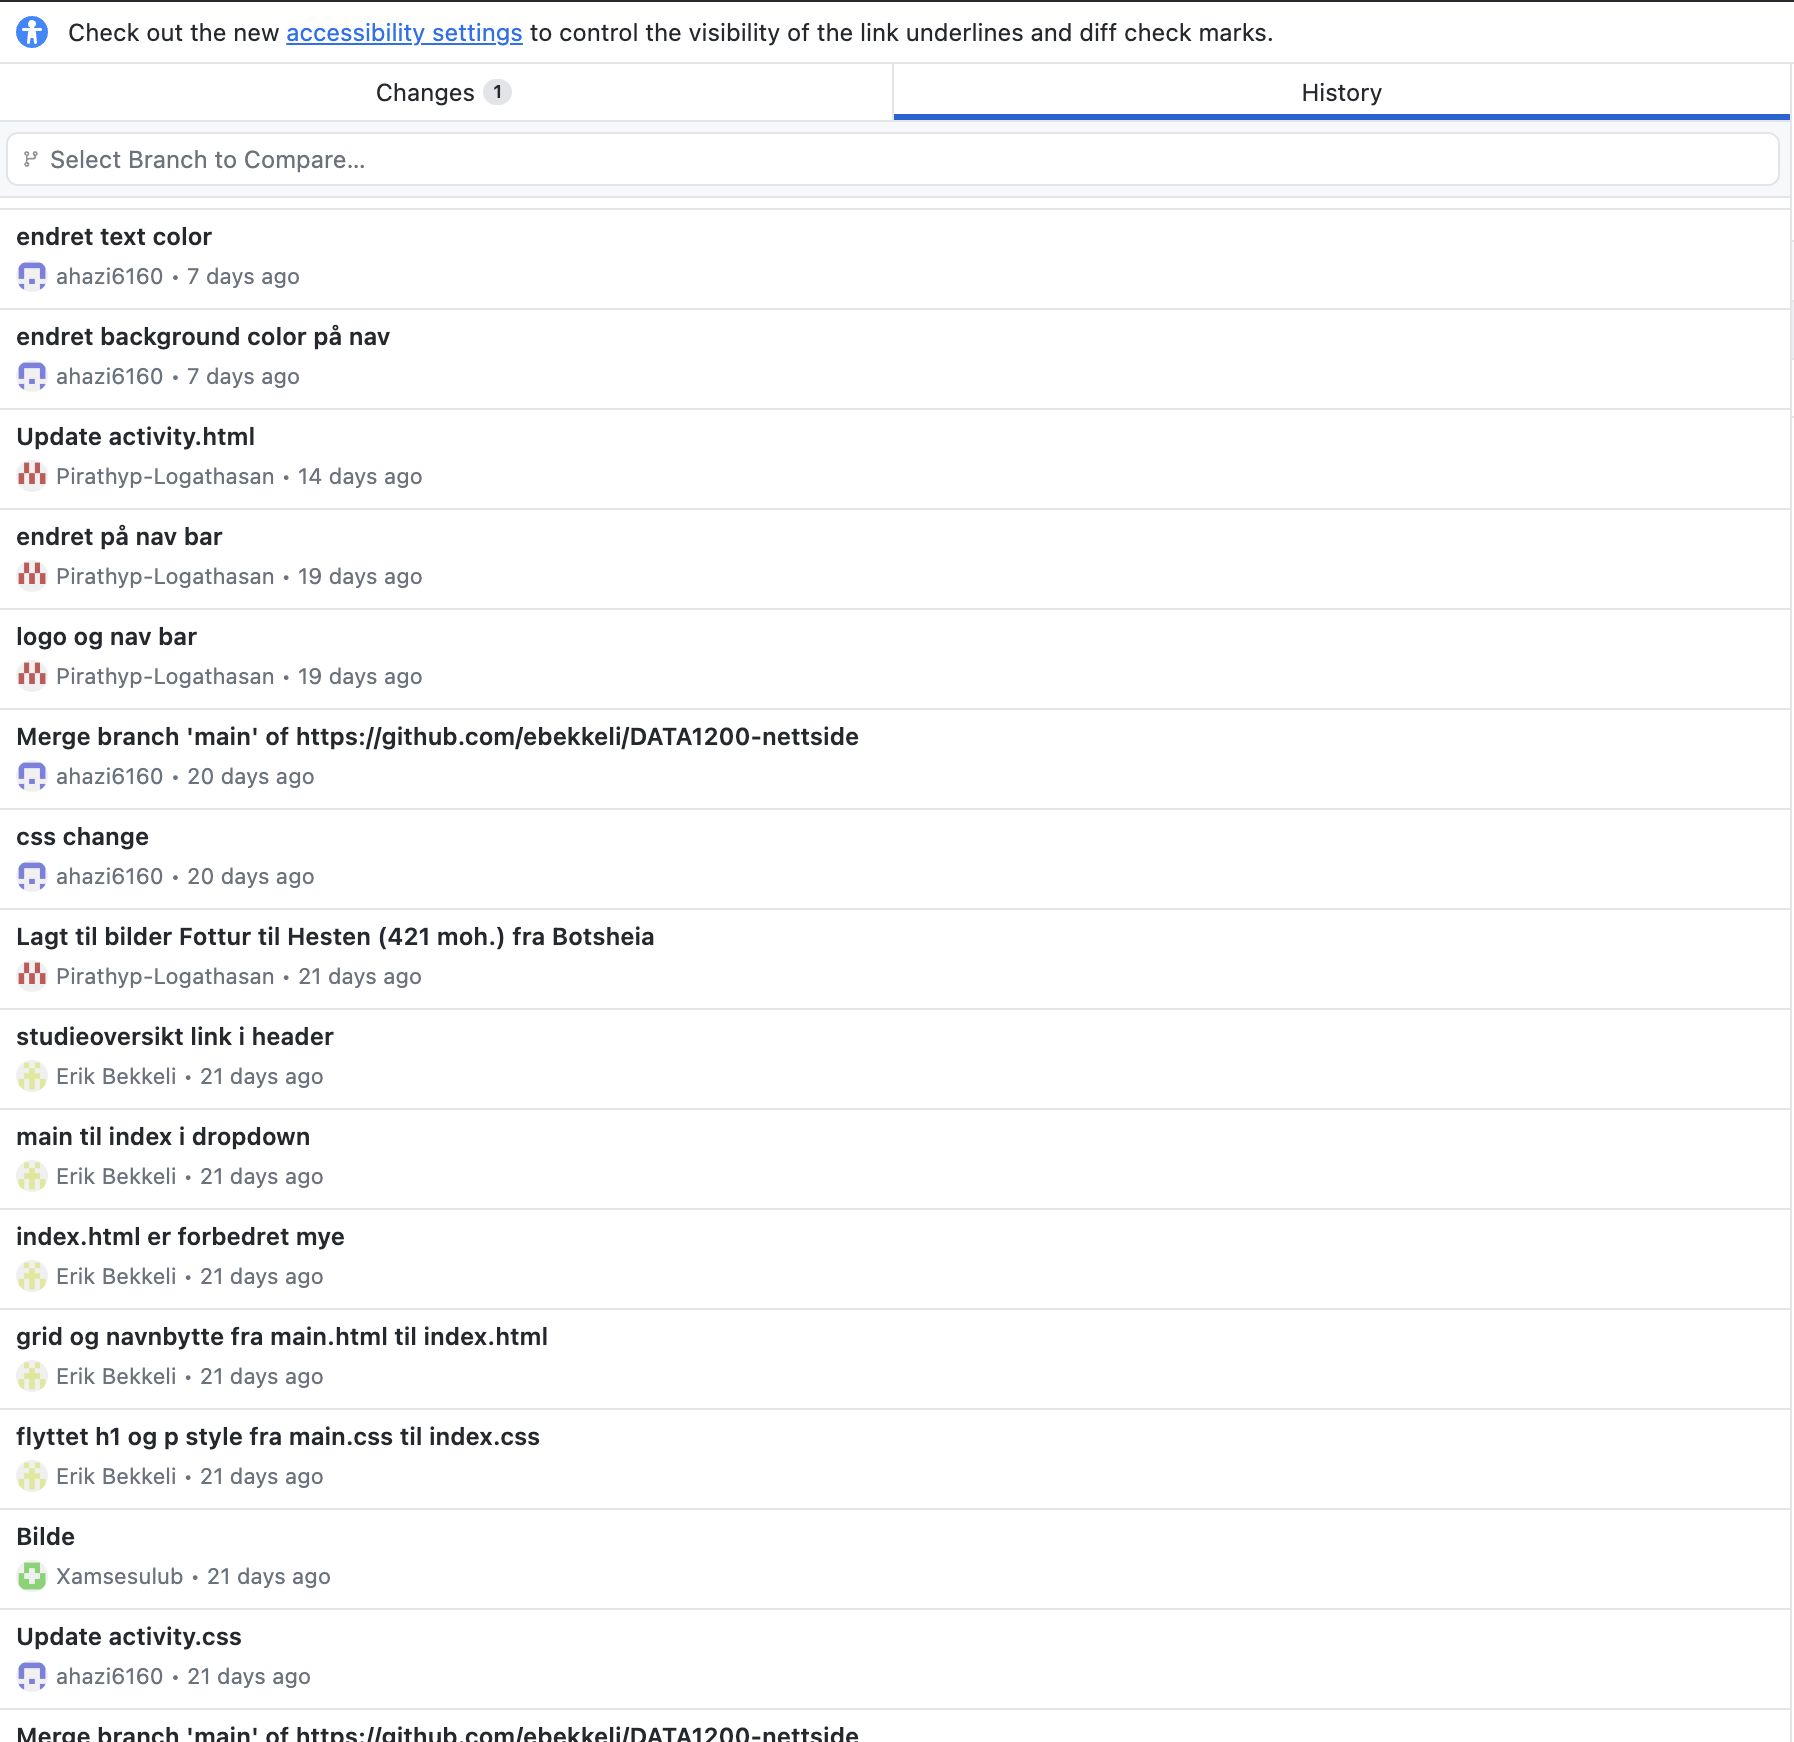 Check out the new accessibility settings to control the visibility of the link underlines and diff check marks.
Changes 1
History
Select Branch to Compare...
endret text color
ahazi6160 • 7 days ago
endret background color på nav
ahazi6160 • 7 days ago
Update activity.html
Pirathyp-Logathasan • 14 days ago
endret på nav bar
Pirathyp-Logathasan • 19 days ago
logo og nav bar
Pirathyp-Logathasan • 19 days ago
Merge branch 'main' of https://github.com/ebekkeli/DATA1200-nettside
ahazi6160 • 20 days ago
css change
ahazi6160 • 20 days ago
Lagt til bilder Fottur til Hesten (421 moh.) fra Botsheia
Pirathyp-Logathasan • 21 days ago
studieoversikt link i header
Erik Bekkeli • 21 days ago
main til index i dropdown
Erik Bekkeli • 21 days ago
index.html er forbedret mye
Erik Bekkeli • 21 days ago
grid og navnbytte fra main.html til index.html
Erik Bekkeli • 21 days ago
flyttet h1 og p style fra main.css til index.css
Erik Bekkeli • 21 days ago
Bilde
Xamsesulub • 21 days ago
Update activity.css
ahazi6160 • 21 days ago
Merge branch 'main' of https://github.com/ebekkeli/DATA1200-nettside